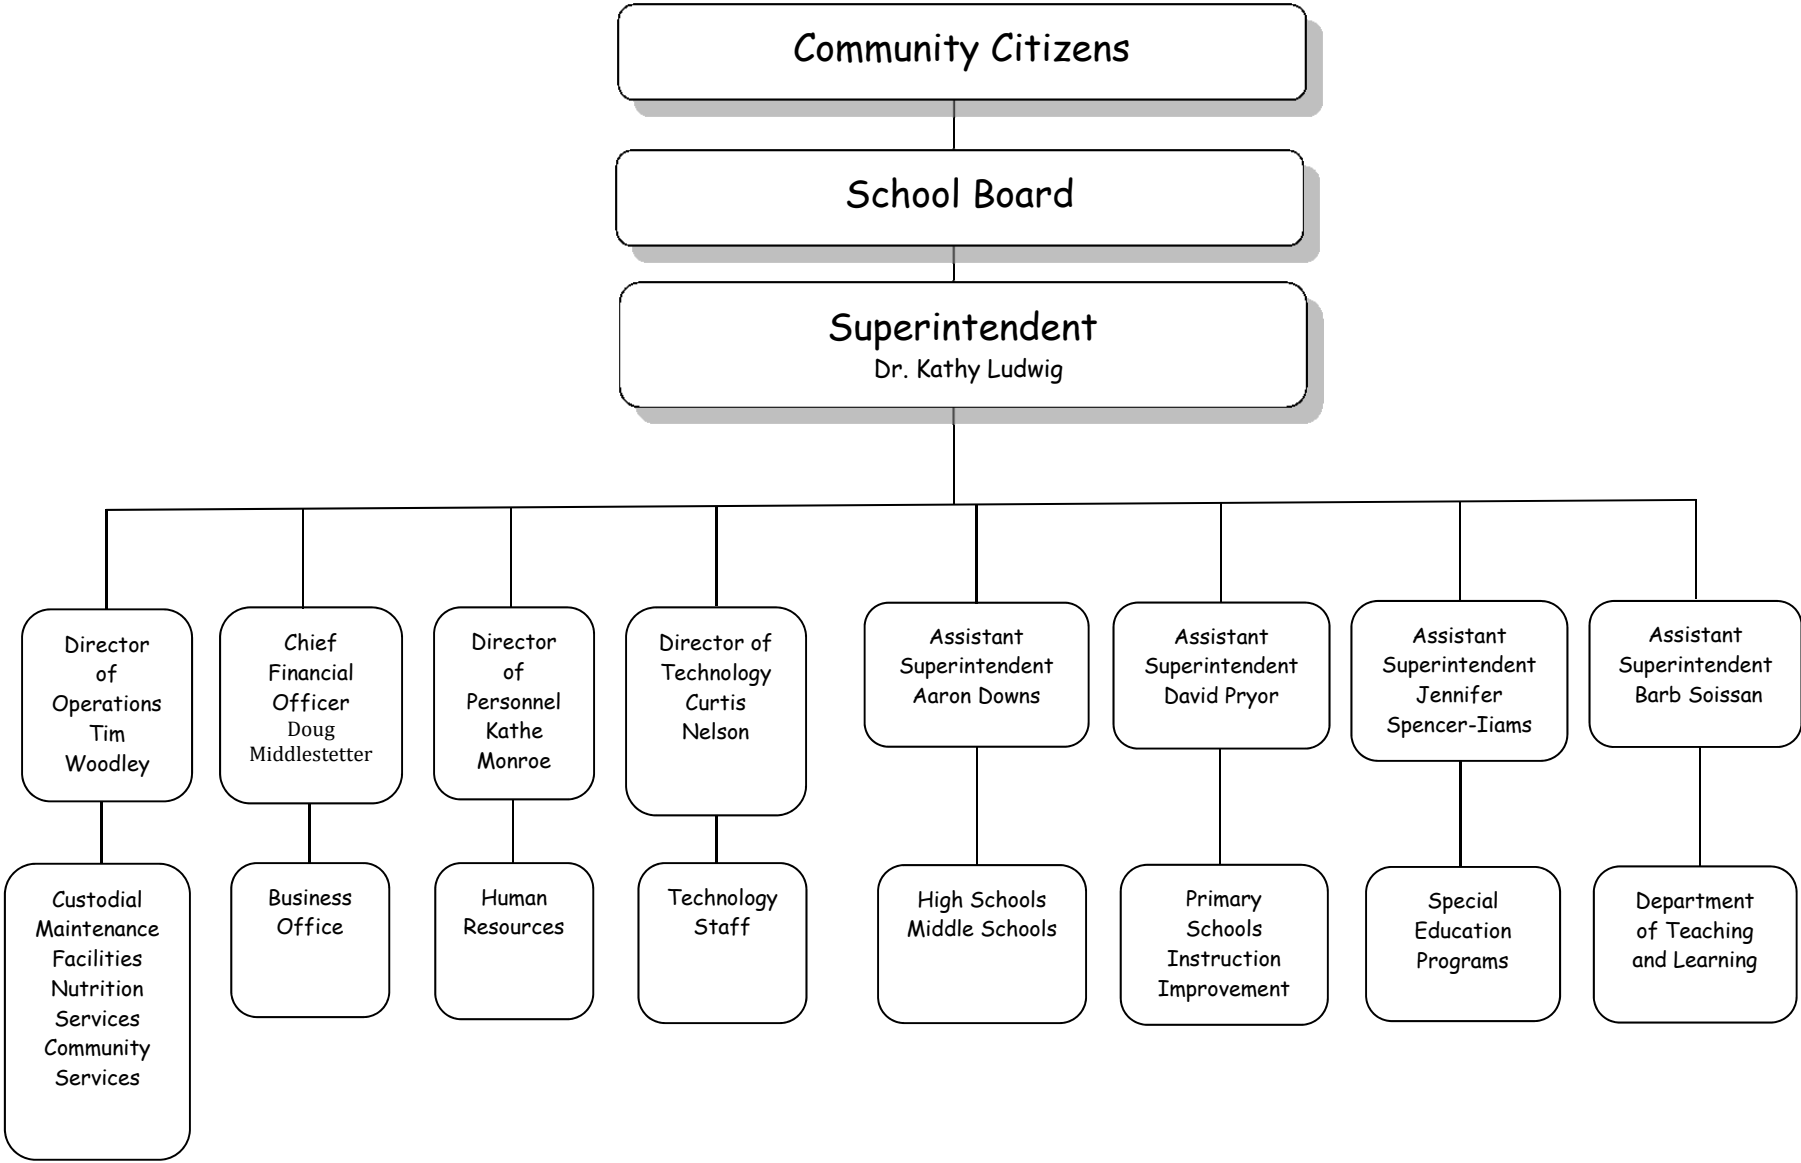 Community Citizens
School Board
Superintendent
Dr. Kathy Ludwig
Director
of
Operations
Tim
Woodley
Chief
Financial
Officer
Doug
Middlestetter
Director
of
Personnel
Kathe
Monroe
Director of
Technology
Curtis
Nelson
Assistant
Superintendent
Aaron Downs
Assistant
Superintendent
David Pryor
Assistant
Superintendent
Jennifer
Spencer-Iiams
Assistant
Superintendent
Barb Soissan
Custodial
Maintenance
Facilities
Nutrition
Services
Community
Services
Business
Office
Human
Resources
Technology
Staff
High Schools
Middle Schools
Primary
Schools
Instruction
Improvement
Special
Education
Programs
Department
of Teaching
and Learning